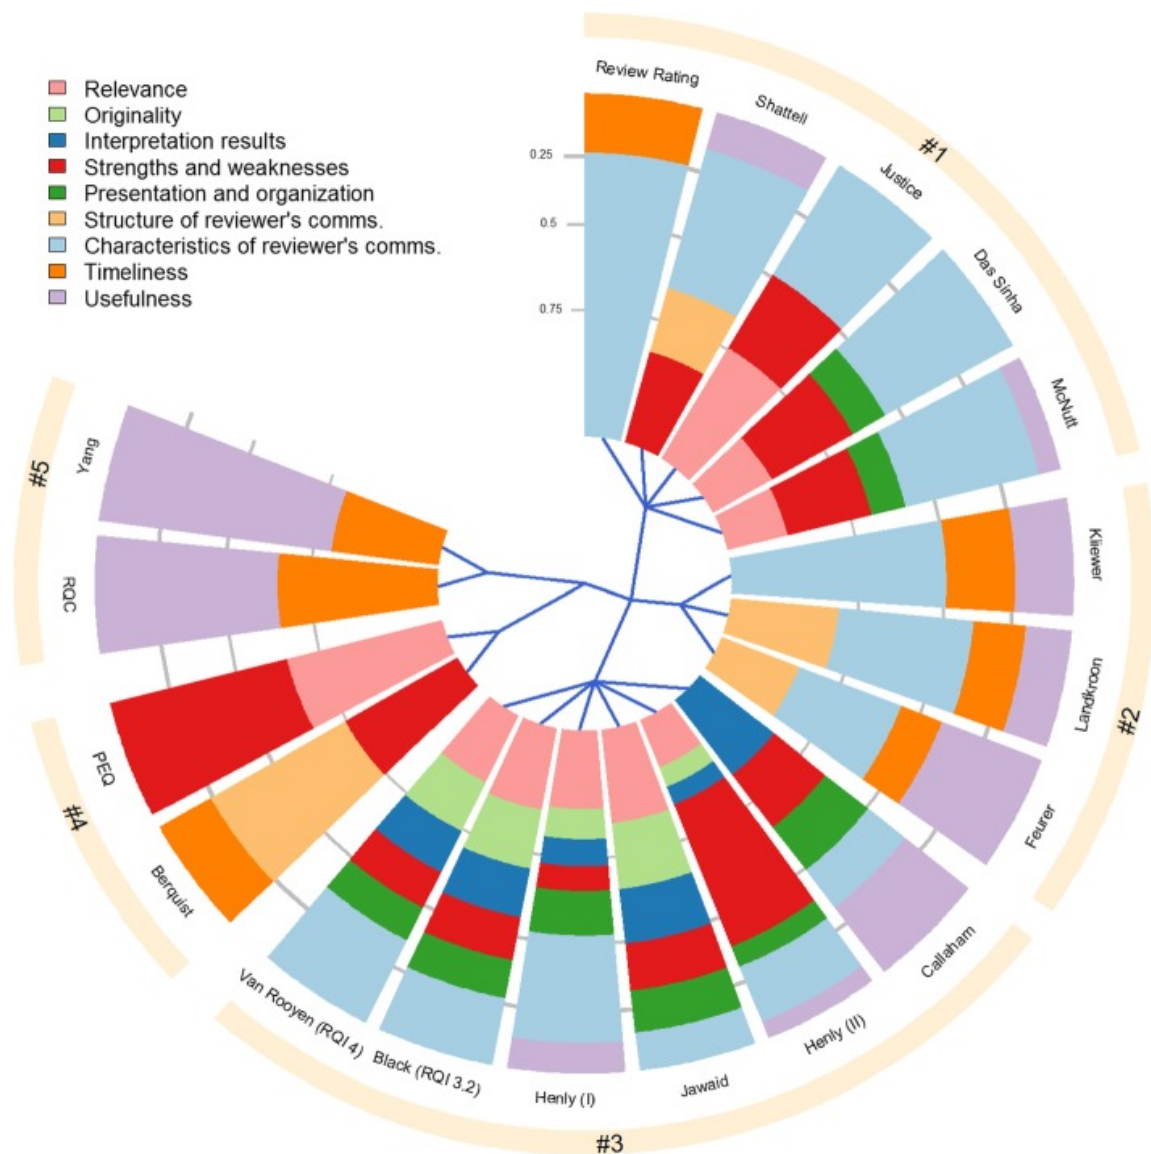 Relevance
Originality
Interpretation results
Strengths and weaknesses
Presentation and organization
Structure of reviewer's comms.
Characteristics of reviewer's comms.
Timeliness
Usefulness
0.25
0.5
0.75
#1
Review Rating
Shattell
Justice
Das Sinha
McNutt
#2
Kliewer
Landkroon
Feurer
#3
Callaham
Henly (II)
Jawaid
Henly (I)
Black (RQI 3.2)
Van Rooyen (RQI 4)
#4
Berquist
PEQ
#5
RQC
Yang